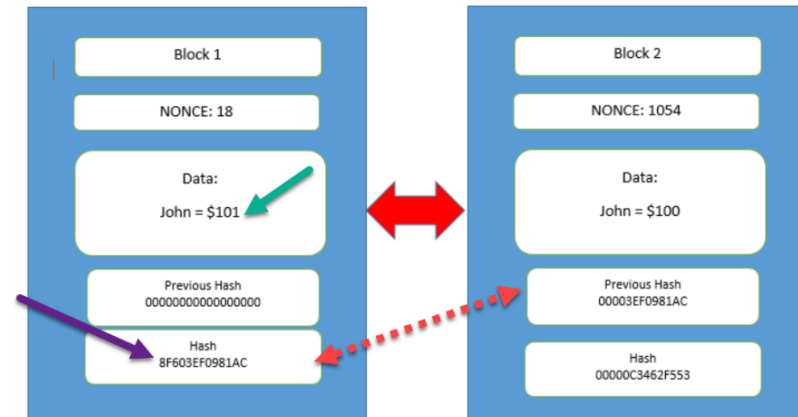 Block 1
NONCE: 18
Data:
John = $101
Previous Hash
00000000000000000
Hash
8F603EF0981AC
Block 2
NONCE: 1054
Data:
John = $100
Previous Hash
00003EF0981AC
Hash
00000C3462F553